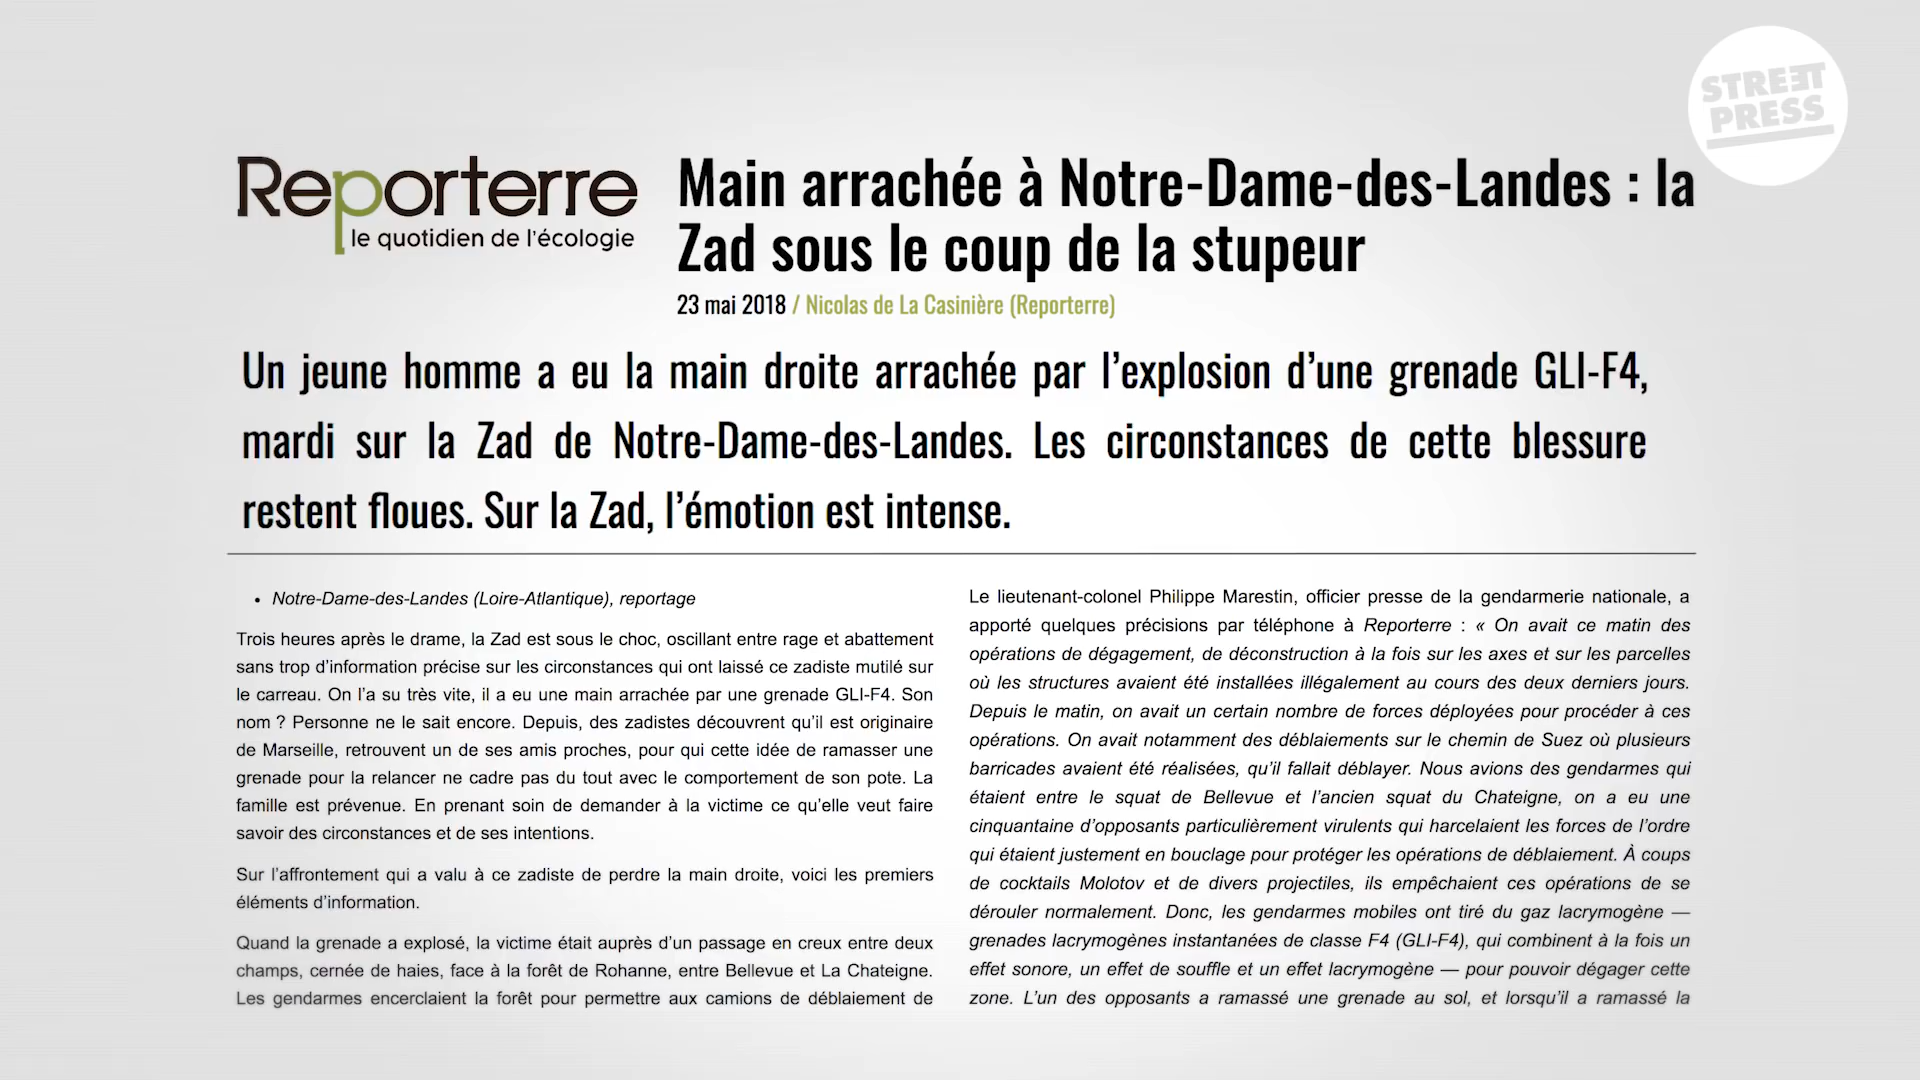 STREET
PRESS
Reporterre
le quotidien de l'écologie
Main arrachée à Notre-Dame-des-Landes : la
Zad sous le coup de la stupeur
23 mai 2018 / Nicolas de La Casinière (Reporterre)
Un jeune homme a eu la main droite arrachée par l’explosion d’une grenade GLI-F4,
mardi sur la Zad de Notre-Dame-des-Landes. Les circonstances de cette blessure
restent floues. Sur la Zad, l’émotion est intense.
• Notre-Dame-des-Landes (Loire-Atlantique), reportage
Trois heures après le drame, la Zad est sous le choc, oscillant entre rage et abattement
sans trop d’information précise sur les circonstances qui ont laissé ce zadiste mutilé sur
le carreau. On l’a su très vite, il a eu une main arrachée par une grenade GLI-F4. Son
nom ? Personne ne le sait encore. Depuis, des zadistes découvrent qu’il est originaire
de Marseille, retrouvent un de ses amis proches, pour qui cette idée de ramasser une
grenade pour la relancer ne cadre pas du tout avec le comportement de son pote. La
famille est prévenue. En prenant soin de demander à la victime ce qu’elle veut faire
savoir des circonstances et de ses intentions.
Sur l’affrontement qui a valu à ce zadiste de perdre la main droite, voici les premiers
éléments d’information.
Quand la grenade a explosé, la victime était auprès d’un passage en creux entre deux
champs, cernée de haies, face à la forêt de Rohanne, entre Bellevue et La Chateigne.
Les gendarmes encerclaient la forêt pour permettre aux camions de déblaiement de
Le lieutenant-colonel Philippe Marestin, officier presse de la gendarmerie nationale, a
apporté quelques précisions par téléphone à Reporterre : « On avait ce matin des
opérations de dégagement, de déconstruction à la fois sur les axes et sur les parcelles
où les structures avaient été installées illégalement au cours des deux derniers jours.
Depuis le matin, on avait un certain nombre de forces déployées pour procéder à ces
opérations. On avait notamment des déblaiements sur le chemin de Suez où plusieurs
barricades avaient été réalisées, qu’il fallait déblayer. Nous avions des gendarmes qui
étaient entre le squat de Bellevue et l’ancien squat du Chateigne, on a eu une
cinquantaine d’opposants particulièrement virulents qui harcelaient les forces de l’ordre
qui étaient justement en bouclage pour protéger les opérations de déblaiement. À coups
de cocktails Molotov et de divers projectiles, ils empêchaient ces opérations de se
dérouler normalement. Donc, les gendarmes mobiles ont tiré du gaz lacrymogène —
grenades lacrymogènes instantanées de classe F4 (GLI-F4), qui combinent à la fois un
effet sonore, un effet de souffle et un effet lacrymogène — pour pouvoir dégager cette
zone. L’un des opposants a ramassé une grenade au sol, et lorsqu’il a ramassé la